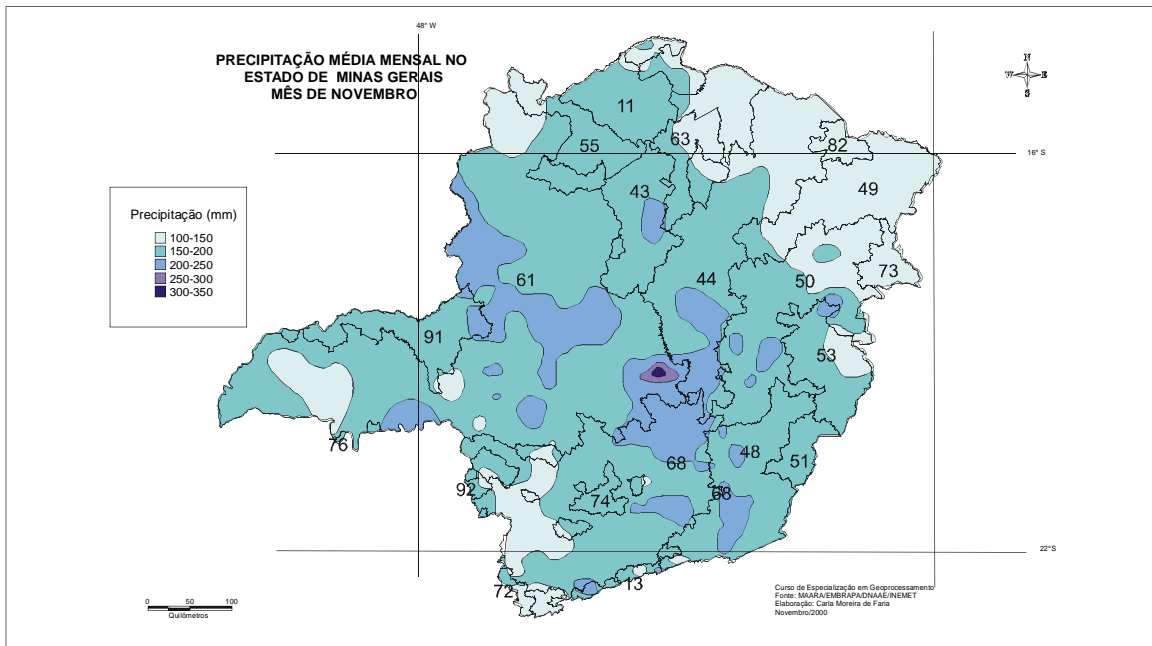 48° W
PRECIPITAÇÃO MÉDIA MENSAL NO
ESTADO DE MINAS GERAIS
MÊS DE NOVEMBRO
N
W E
S
11
55
63
82
16° S
43
49
Precipitação (mm)
100-150
150-200
200-250
250-300
300-350
61
44
50
73
91
53
76
68
48
51
92
74
68
22°S
72
13
0 50 100
Quilômetros
Curso de Especialização em Geoprocessamento
Fonte: MAARA/EMBRAPA/DNAAE/INEMET
Elaboração: Carla Moreira de Faria
Novembro/2000